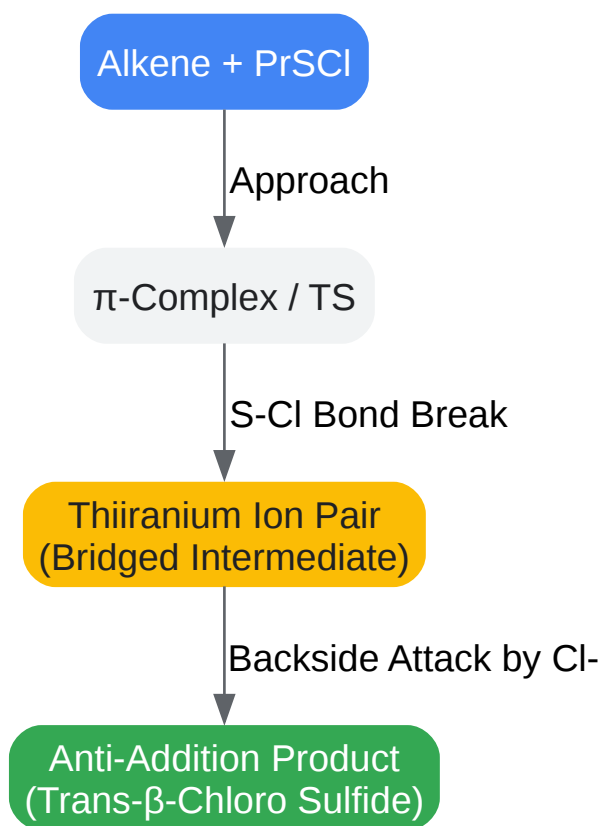 Alkene + PrSCl
Approach
π-Complex / TS
S-Cl Bond Break
Thiiranium Ion Pair
(Bridged Intermediate)
Backside Attack by Cl-
Anti-Addition Product
(Trans-β-Chloro Sulfide)